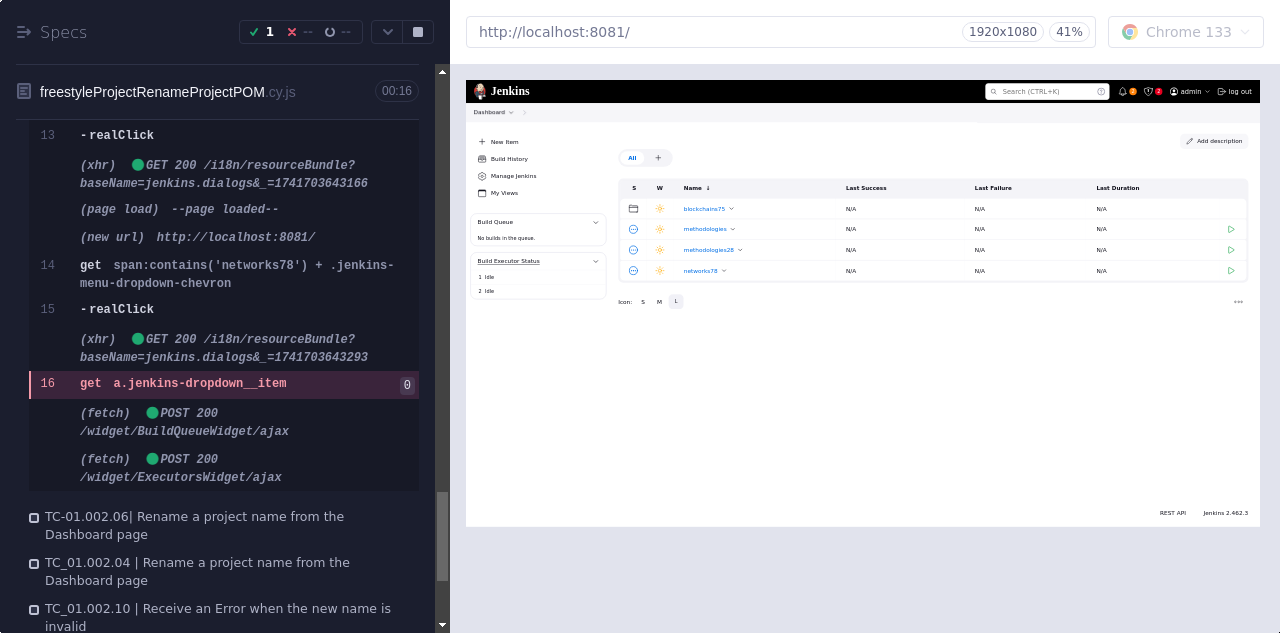 Specs
1
--
--
freestyleProjectRenameProjectPOM.cy.js
00:16
13 -realClick
(xhr) GET 200 /i18n/resourceBundle?
baseName=jenkins.dialogs&_=1741703643166
(page load) --page loaded--
(new url) http://localhost:8081/
14 get span:contains('networks78') + .jenkins-
menu-dropdown-chevron
15 -realClick
(xhr) GET 200 /i18n/resourceBundle?
baseName=jenkins.dialogs&_=1741703643293
16 get a.jenkins-dropdown__item 0
(fetch) POST 200
/widget/BuildQueueWidget/ajax
(fetch) POST 200
/widget/ExecutorsWidget/ajax
TC-01.002.06| Rename a project name from the
Dashboard page
TC_01.002.04 | Rename a project name from the
Dashboard page
TC_01.002.10 | Receive an Error when the new name is
invalid
http://localhost:8081/
1920x1080
41%
Chrome 133
Jenkins
Search (CTRL+K)
2
2
admin
log out
Dashboard
New Item
Build History
Manage Jenkins
My Views
Build Queue
No builds in the queue.
Build Executor Status
1 Idle
2 Idle
Add description
All +
S W Name ↓ Last Success Last Failure Last Duration
blockchains75 N/A N/A N/A
methodologies N/A N/A N/A
methodologies28 N/A N/A N/A
networks78 N/A N/A N/A
Icon: S M L
REST API
Jenkins 2.462.3